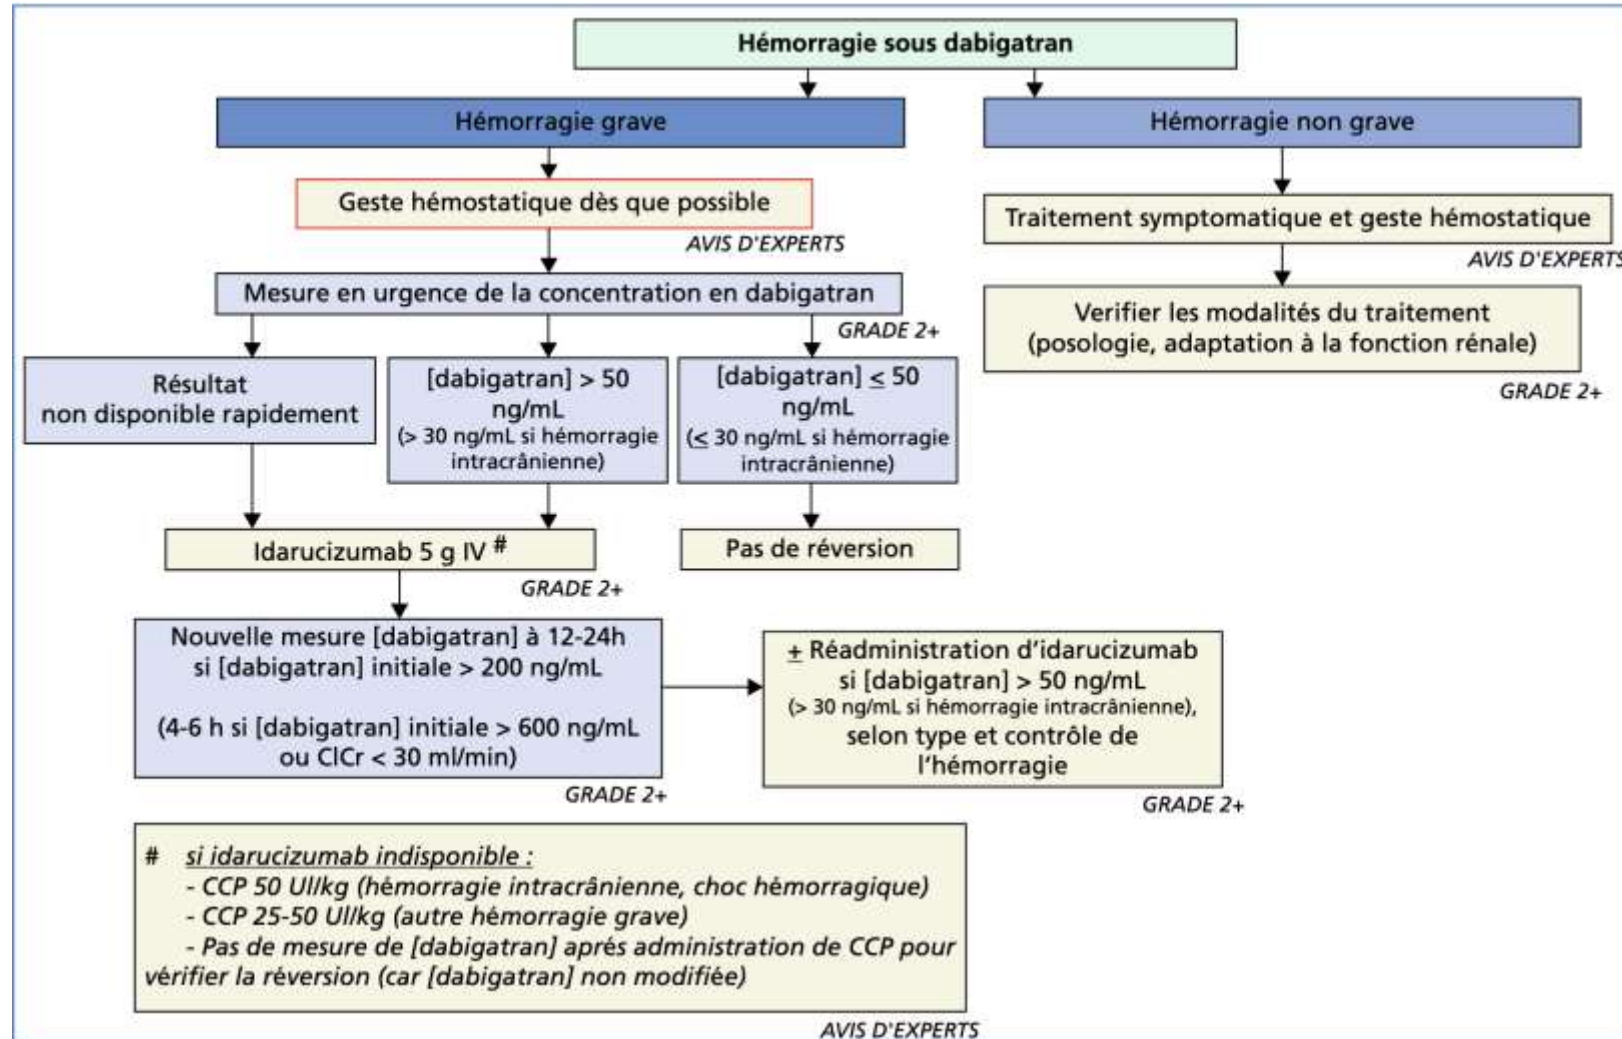 Hémorragie sous dabigatran
Hémorragie grave
Hémorragie non grave
Geste hémostatique dès que possible
AVIS D'EXPERTS
Traitement symptomatique et geste hémostatique
AVIS D'EXPERTS
Mesure en urgence de la concentration en dabigatran
GRADE 2+
Verifier les modalités du traitement
(posologie, adaptation à la fonction rénale)
GRADE 2+
Résultat
non disponible rapidement
[dabigatran] > 50
ng/mL
(> 30 ng/mL si hémorragie
intracrânienne)
[dabigatran] ≤ 50
ng/mL
(≤ 30 ng/mL si hémorragie
intracrânienne)
Idarucizumab 5 g IV #
GRADE 2+
Pas de réversion
Nouvelle mesure [dabigatran] à 12-24h
si [dabigatran] initiale > 200 ng/mL
(4-6 h si [dabigatran] initiale > 600 ng/mL
ou ClCr < 30 ml/min)
GRADE 2+
± Réadministration d'idarucizumab
si [dabigatran] > 50 ng/mL
(> 30 ng/mL si hémorragie intracrânienne),
selon type et contrôle de
l'hémorragie
GRADE 2+
# si idarucizumab indisponible :
- CCP 50 UI/kg (hémorragie intracrânienne, choc hémorragique)
- CCP 25-50 UI/kg (autre hémorragie grave)
- Pas de mesure de [dabigatran] aprés administration de CCP pour
vérifier la réversion (car [dabigatran] non modifiée)
AVIS D'EXPERTS